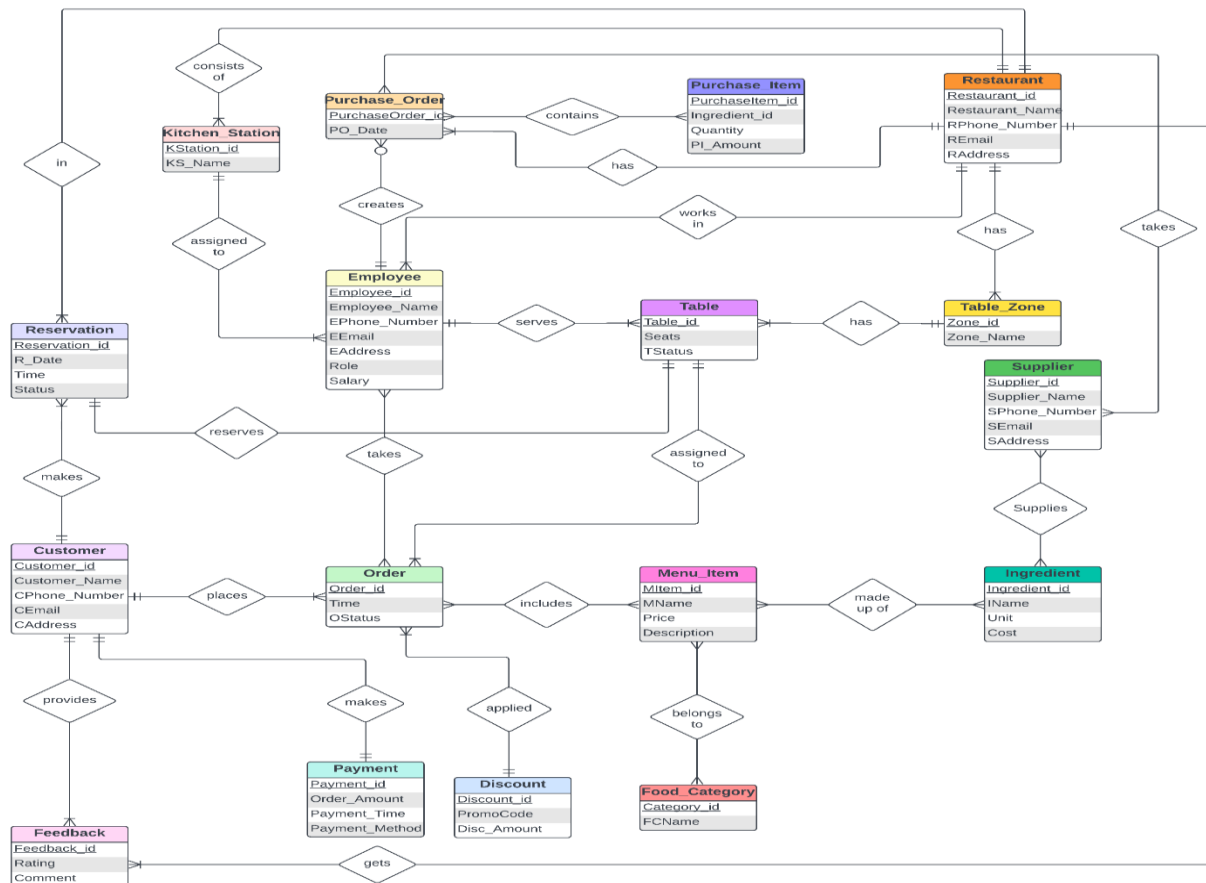 consists
of
Purchase_Order
PurchaseOrder_id
PO_Date
contains
Purchase_Item
PurchaseItem_id
Ingredient_id
Quantity
PI_Amount
Restaurant
Restaurant_id
Restaurant_Name
RPhone_Number
REmail
RAddress
Kitchen_Station
KStation_id
KS_Name
in
has
creates
works
in
has
takes
assigned
to
Employee
Employee_id
Employee_Name
EPhone_Number
EEmail
EAddress
Role
Salary
serves
Table
Table_id
Seats
TStatus
has
Table_Zone
Zone_id
Zone_Name
Reservation
Reservation_id
R_Date
Time
Status
Supplier
Supplier_id
Supplier_Name
SPhone_Number
SEmail
SAddress
reserves
takes
assigned
to
makes
Supplies
Customer
Customer_id
Customer_Name
CPhone_Number
CEmail
CAddress
places
Order
Order_id
Time
OStatus
includes
Menu_Item
MItem_id
MName
Price
Description
made
up of
Ingredient
Ingredient_id
IName
Unit
Cost
provides
makes
applied
belongs
to
Payment
Payment_id
Order_Amount
Payment_Time
Payment_Method
Discount
Discount_id
PromoCode
Disc_Amount
Food_Category
Category_id
FCName
Feedback
Feedback_id
Rating
Comment
gets